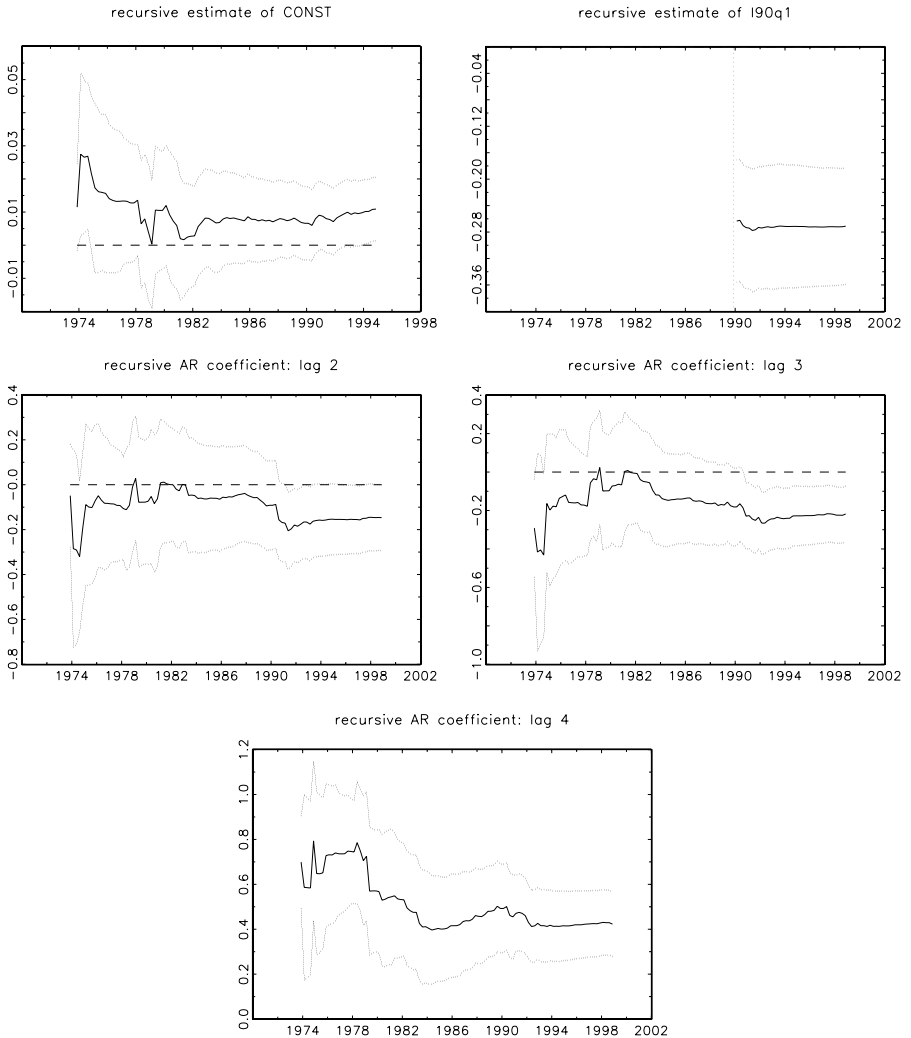 recursive estimate of CONST
0.05
0.03
0.01
−0.01
1974 1978 1982 1986 1990 1994 1998
recursive estimate of I90q1
−0.04
−0.12
−0.20
−0.28
−0.36
1974 1978 1982 1986 1990 1994 1998 2002
recursive AR coefficient: lag 2
0.4
0.2
−0.0
−0.2
−0.4
−0.6
−0.8
1974 1978 1982 1986 1990 1994 1998 2002
recursive AR coefficient: lag 3
0.4
0.2
−0.2
−0.6
−1.0
1974 1978 1982 1986 1990 1994 1998 2002
recursive AR coefficient: lag 4
1.2
1.0
0.8
0.6
0.4
0.2
0.0
1974 1978 1982 1986 1990 1994 1998 2002